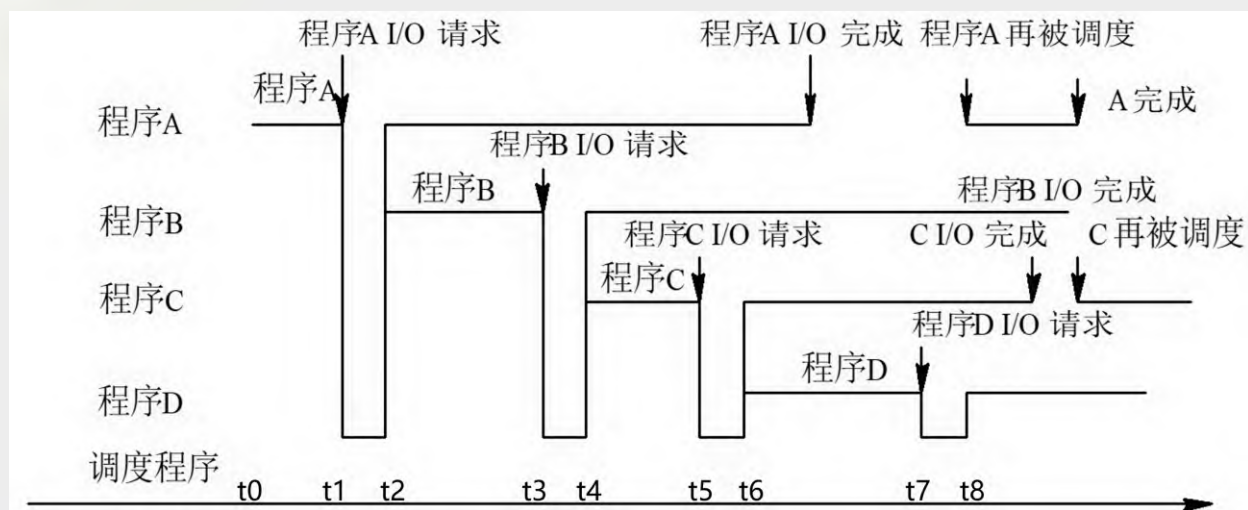 程序A I/O 请求
程序A I/O 完成
程序A 再被调度
程序A
程序A
A 完成
程序B I/O 请求
程序B
程序B I/O 完成
程序B
程序C I/O 请求
C I/O 完成
C 再被调度
程序C
程序C
程序D I/O 请求
程序D
程序D
调度程序
t0 t1 t2 t3 t4 t5 t6 t7 t8